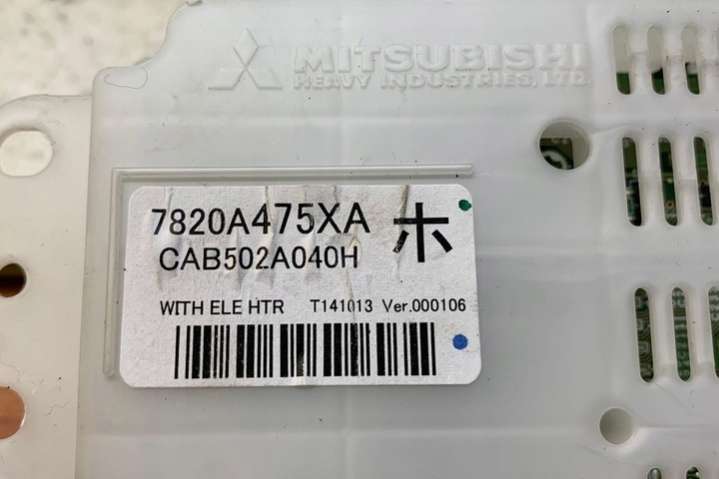 MITSUBISHI
HEAVY INDUSTRIES, LTD.
7820A475XA
ホ
CAB502A040H
WITH ELE HTR T141013 Ver.000106